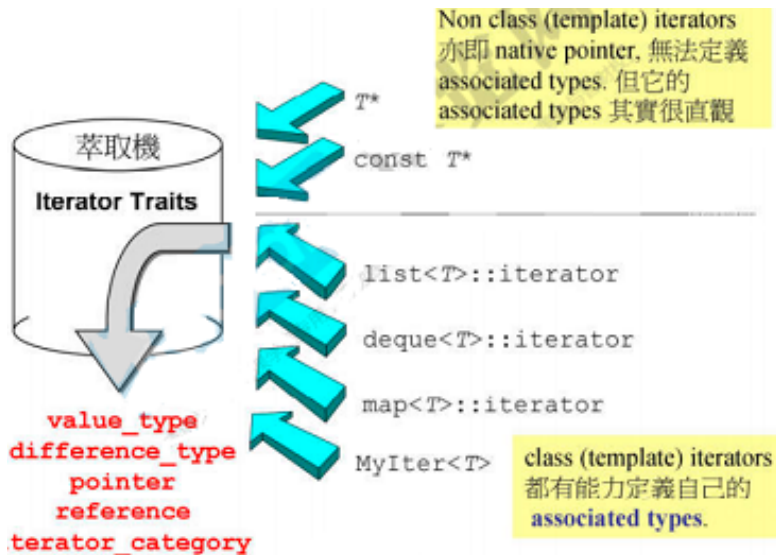 Non class (template) iterators
亦即 native pointer, 無法定義
associated types. 但它的
associated types 其實很直觀
T*
const T*
萃取機
Iterator Traits
list<T>::iterator
deque<T>::iterator
map<T>::iterator
MyIter<T>
value_type
difference_type
pointer
reference
terator_category
class (template) iterators
都有能力定義自己的
associated types.